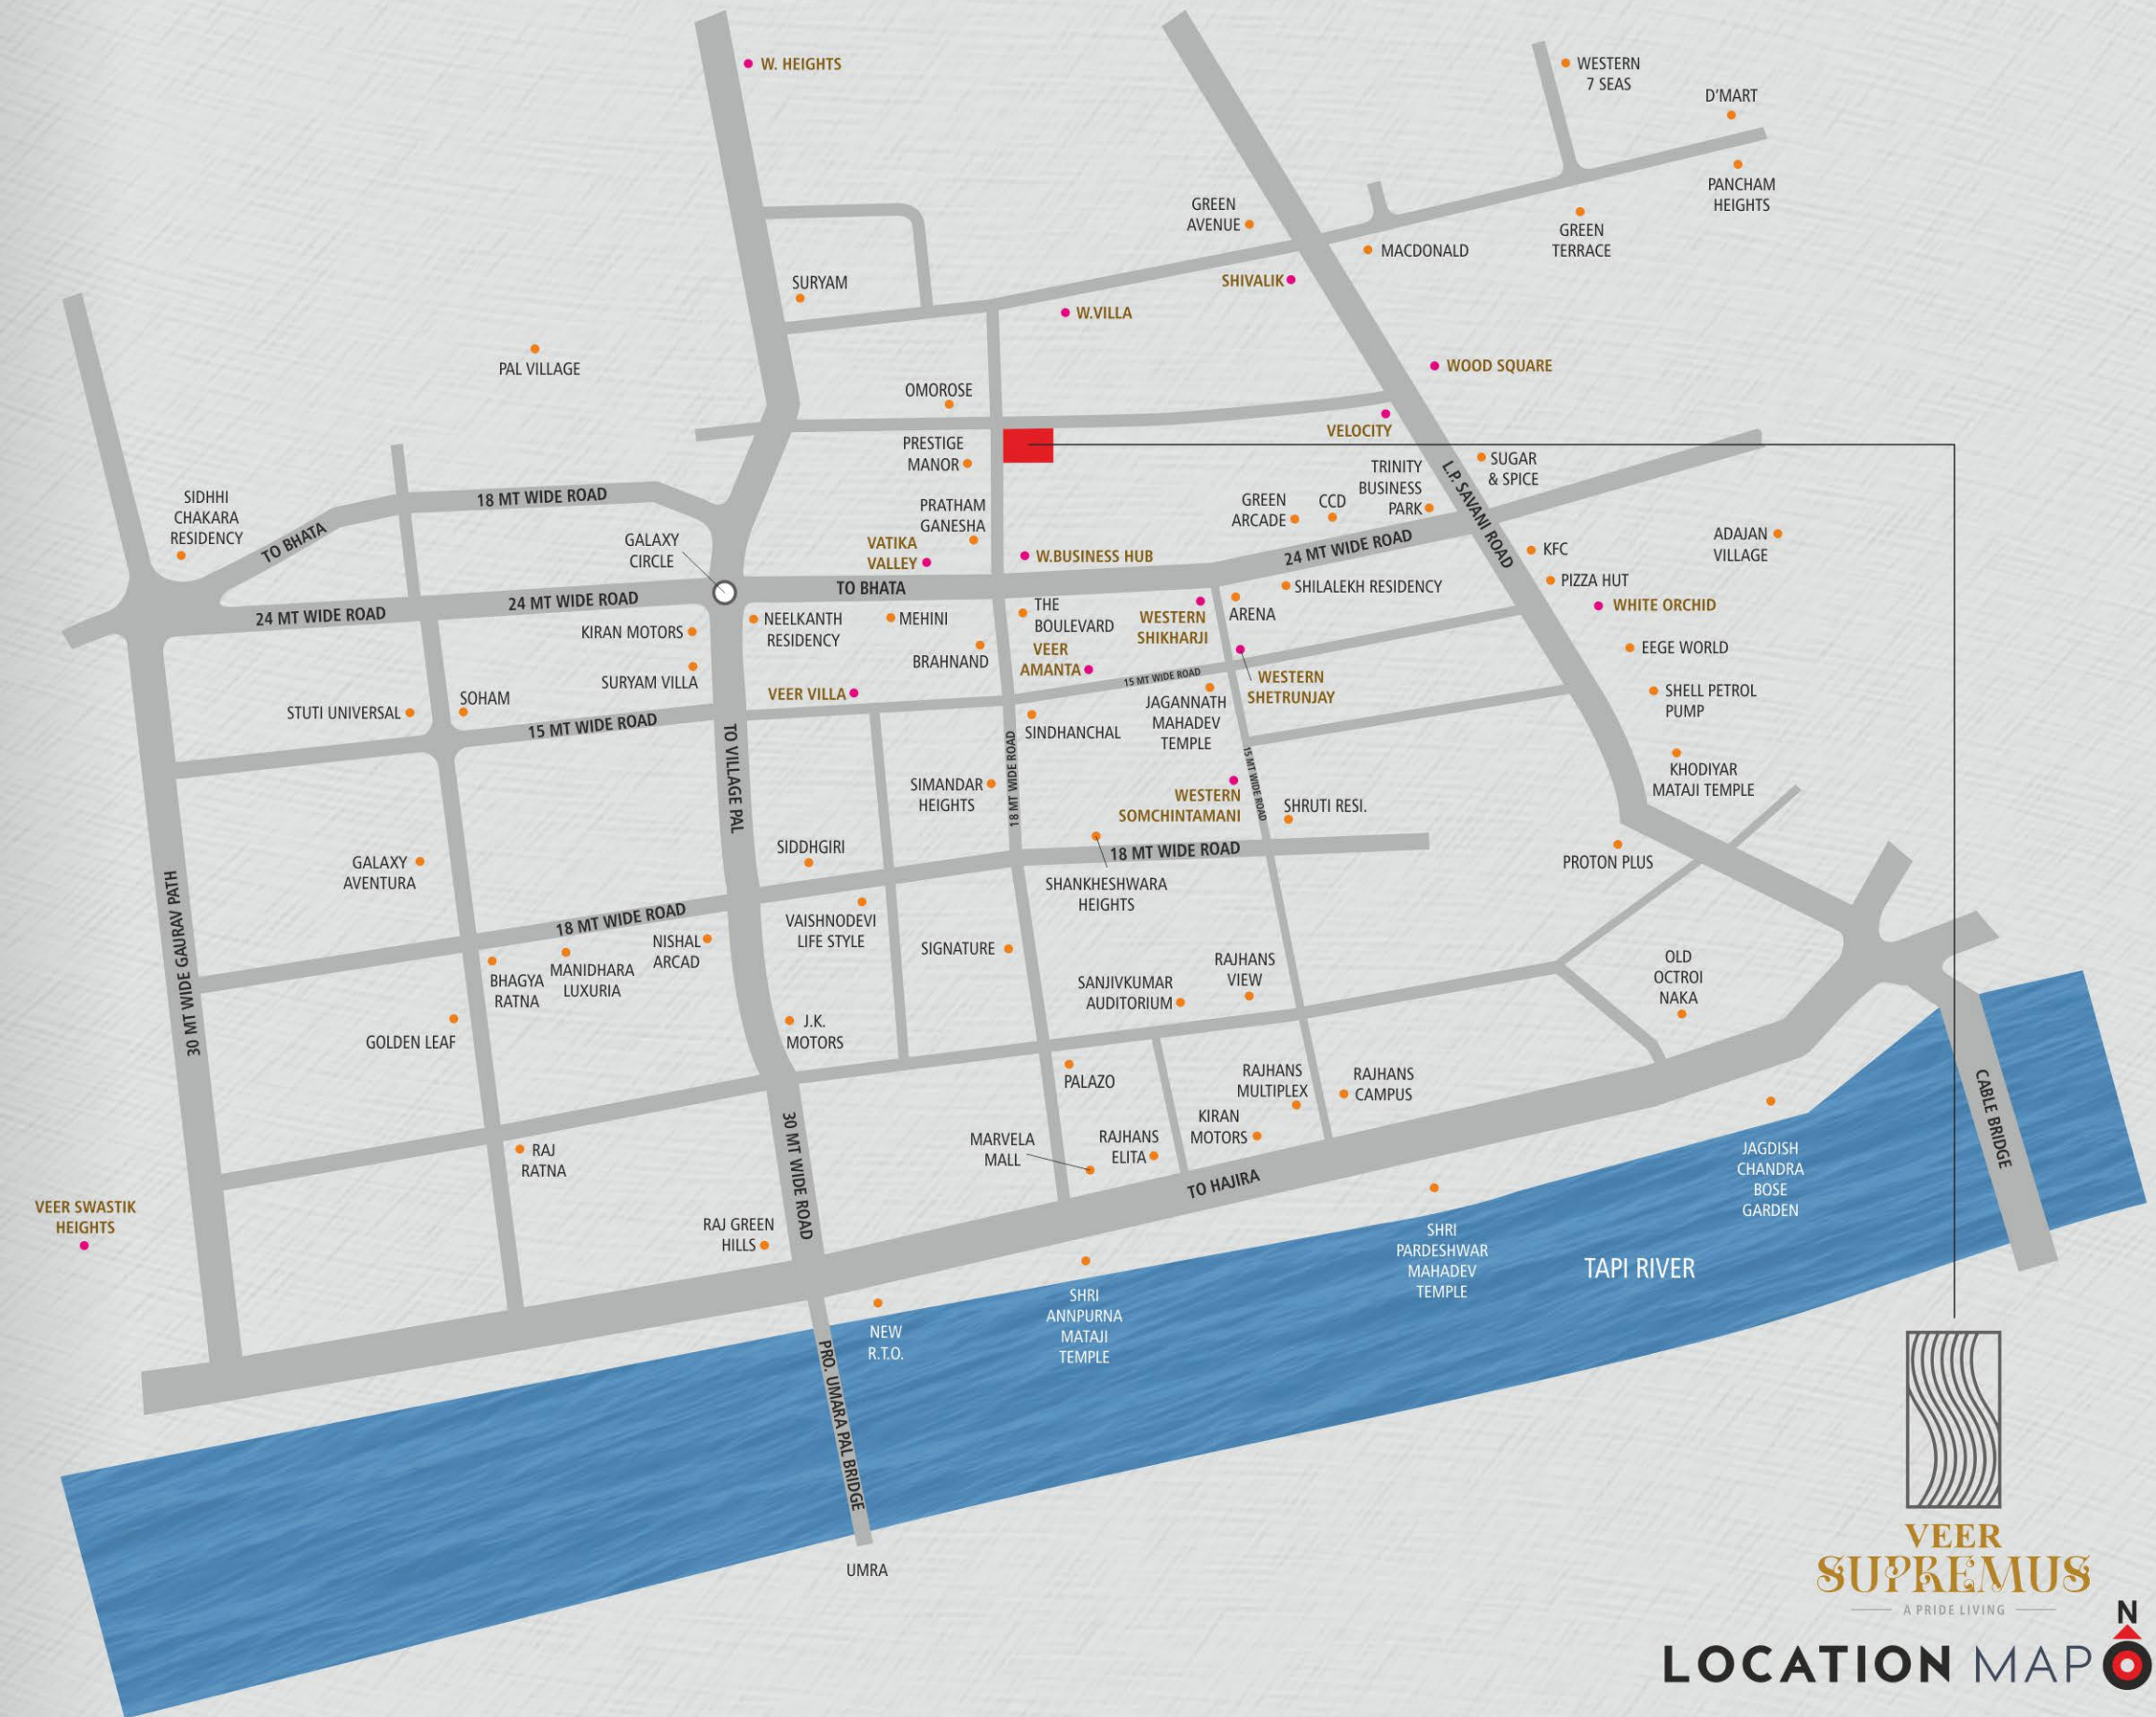 W. HEIGHTS
WESTERN
7 SEAS
D'MART
PANCHAM
HEIGHTS
GREEN
AVENUE
GREEN
TERRACE
MACDONALD
SURYAM
SHIVALIK
W.VILLA
PAL VILLAGE
WOOD SQUARE
OMOROSE
VELOCITY
PRESTIGE
MANOR
SUGAR
& SPICE
TRINITY
BUSINESS
PARK
L.P. SAVANI ROAD
SIDHHI
CHAKARA
RESIDENCY
18 MT WIDE ROAD
TO BHATA
PRATHAM
GANESHA
GREEN
ARCADE
CCD
GALAXY
CIRCLE
VATIKA
VALLEY
W.BUSINESS HUB
24 MT WIDE ROAD
KFC
ADAJAN
VILLAGE
PIZZA HUT
TO BHATA
SHILALEKH RESIDENCY
24 MT WIDE ROAD
24 MT WIDE ROAD
WHITE ORCHID
KIRAN MOTORS
NEELKANTH
RESIDENCY
MEHINI
THE
BOULEVARD
WESTERN
SHIKHARJI
ARENA
EEGE WORLD
BRAHNAND
VEER
AMANTA
SURYAM VILLA
VEER VILLA
15 MT WIDE ROAD
WESTERN
SHETRUNJAY
SHELL PETROL
PUMP
STUTI UNIVERSAL
SOHAM
15 MT WIDE ROAD
JAGANNATH
MAHADEV
TEMPLE
SINDHANCHAL
TO VILLAGE PAL
18 MT WIDE ROAD
15 MT WIDE ROAD
KHODIYAR
MATAJI TEMPLE
SIMANDAR
HEIGHTS
WESTERN
SOMCHINTAMANI
SHRUTI RESI.
SIDDHGIRI
18 MT WIDE ROAD
PROTON PLUS
GALAXY
AVENTURA
SHANKHESHWARA
HEIGHTS
30 MT WIDE GAURAV PATH
18 MT WIDE ROAD
VAISHNODEVI
LIFE STYLE
NISHAL
ARCAD
SIGNATURE
BHAGYA
RATNA
MANIDHARA
LUXURIA
RAJHANS
VIEW
SANJIVKUMAR
AUDITORIUM
OLD
OCTROI
NAKA
GOLDEN LEAF
J.K.
MOTORS
PALAZO
RAJHANS
MULTIPLEX
RAJHANS
CAMPUS
CABLE BRIDGE
30 MT WIDE ROAD
KIRAN
MOTORS
MARVELA
MALL
RAJHANS
ELITA
RAJ
RATNA
TO HAJIRA
JAGDISH
CHANDRA
BOSE
GARDEN
VEER SWASTIK
HEIGHTS
RAJ GREEN
HILLS
SHRI
PARDESHWAR
MAHADEV
TEMPLE
TAPI RIVER
SHRI
ANNPURNA
MATAJI
TEMPLE
NEW
R.T.O.
PRO. UMARA PAL BRIDGE
UMRA
VEER
SUPREMUS
A PRIDE LIVING
N
LOCATION MAP